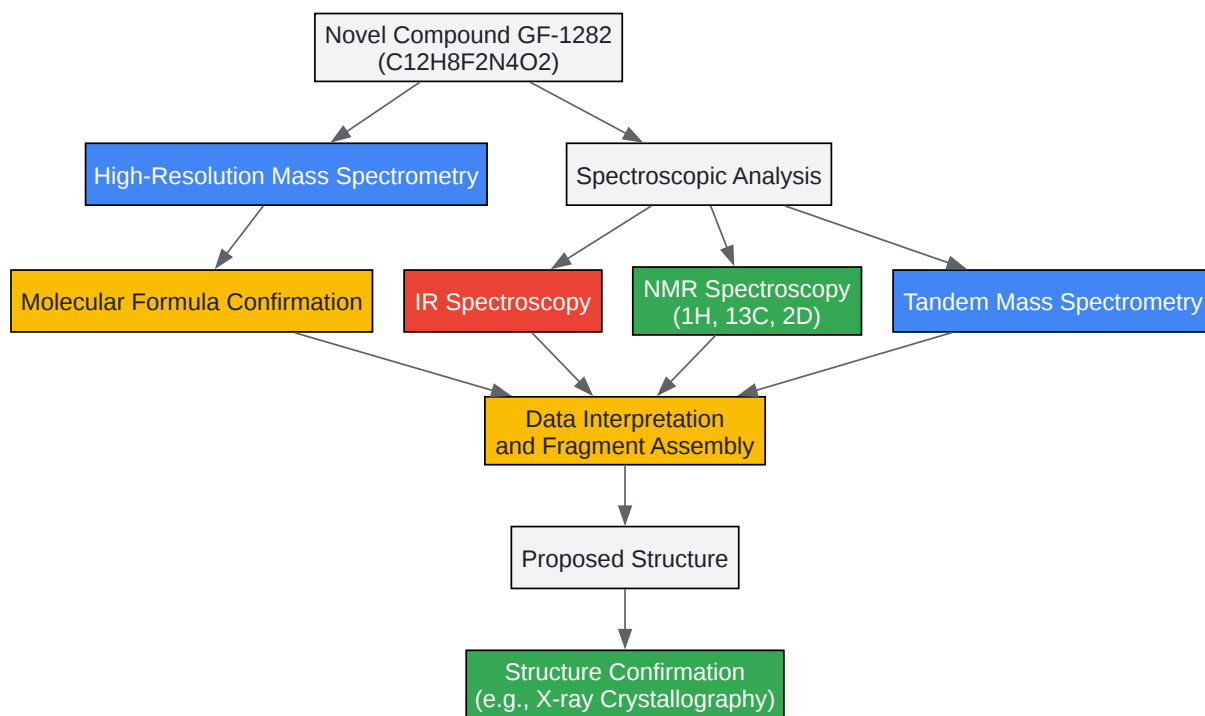 Novel Compound GF-1282
(C12H8F2N4O2)
High-Resolution Mass Spectrometry
Spectroscopic Analysis
Molecular Formula Confirmation
IR Spectroscopy
NMR Spectroscopy
(1H, 13C, 2D)
Tandem Mass Spectrometry
Data Interpretation
and Fragment Assembly
Proposed Structure
Structure Confirmation
(e.g., X-ray Crystallography)